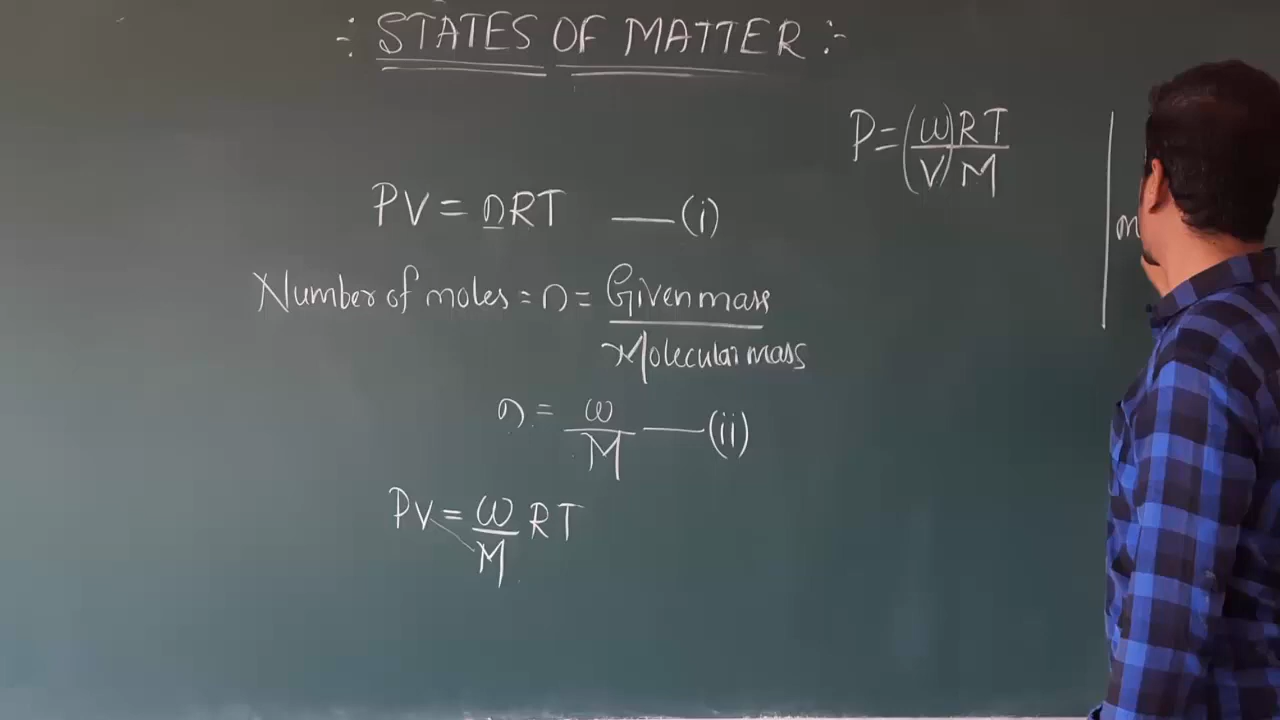 :- STATES OF MATTER :-
P = (w/V) RT/M
PV = nRT —— (i)
Number of moles = n = Given mass / Molecular mass
n = w/M —— (ii)
PV = w/M RT